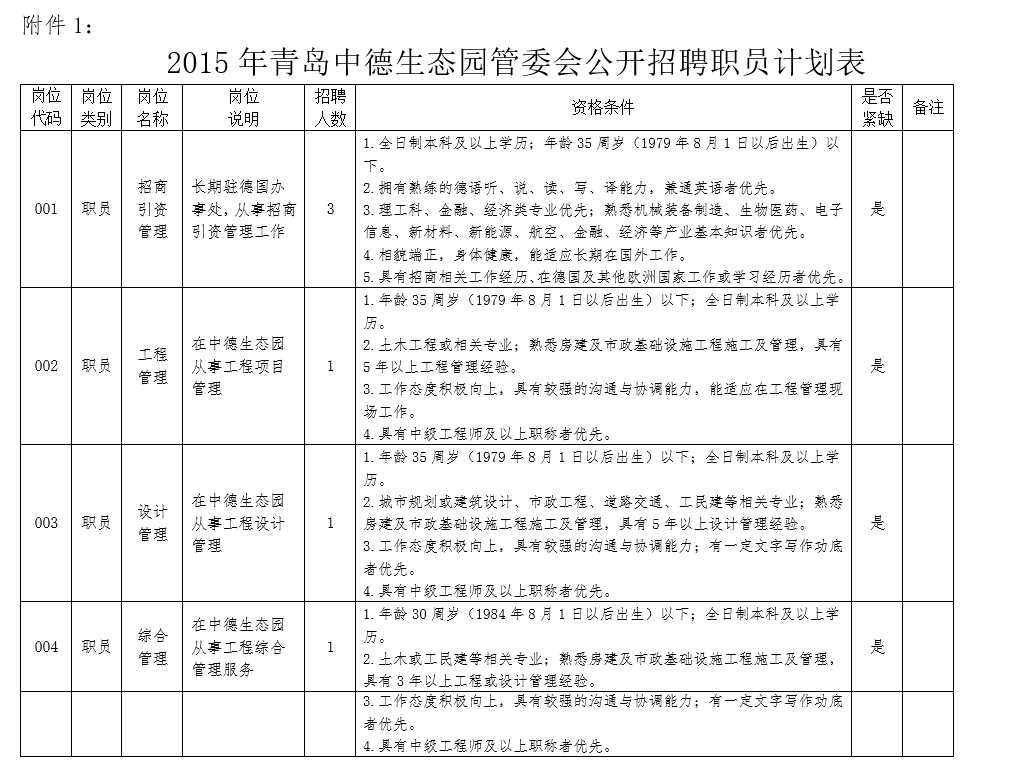 附件 1：
2015 年青岛中德生态园管委会公开招聘职员计划表
岗位代码 岗位类别 岗位名称 岗位说明 招聘人数 资格条件 是否紧缺 备注
001 职员 招商引资管理
长期驻德国办
事处，从事招商
引资管理工作
3
1.全日制本科及以上学历；年龄 35 周岁（1979 年 8 月 1 日以后出生）以
下。
2.拥有熟练的德语听、说、读、写、译能力，兼通英语者优先。
3.理工科、金融、经济类专业优先；熟悉机械装备制造、生物医药、电子
信息、新材料、新能源、航空、金融、经济等产业基本知识者优先。
4.相貌端正，身体健康，能适应长期在国外工作。
5.具有招商相关工作经历、在德国及其他欧洲国家工作或学习经历者优先。
是
002 职员 工程管理
在中德生态园
从事工程项目
管理
1
1.年龄 35 周岁（1979 年 8 月 1 日以后出生）以下；全日制本科及以上学
历。
2.土木工程或相关专业；熟悉房建及市政基础设施工程施工及管理，具有
5 年以上工程管理经验。
3.工作态度积极向上，具有较强的沟通与协调能力，能适应在工程管理现
场工作。
4.具有中级工程师及以上职称者优先。
是
003 职员 设计管理
在中德生态园
从事工程设计
管理
1
1.年龄 35 周岁（1979 年 8 月 1 日以后出生）以下；全日制本科及以上学
历。
2.城市规划或建筑设计、市政工程、道路交通、工民建等相关专业；熟悉
房建及市政基础设施工程施工及管理，具有 5 年以上设计管理经验。
3.工作态度积极向上，具有较强的沟通与协调能力；有一定文字写作功底
者优先。
4.具有中级工程师及以上职称者优先。
是
004 职员 综合管理
在中德生态园
从事工程综合
管理服务
1
1.年龄 30 周岁（1984 年 8 月 1 日以后出生）以下；全日制本科及以上学
历。
2.土木或工民建等相关专业；熟悉房建及市政基础设施工程施工及管理，
具有 3 年以上工程或设计管理经验。
是
3.工作态度积极向上，具有较强的沟通与协调能力；有一定文字写作功底
者优先。
4.具有中级工程师及以上职称者优先。